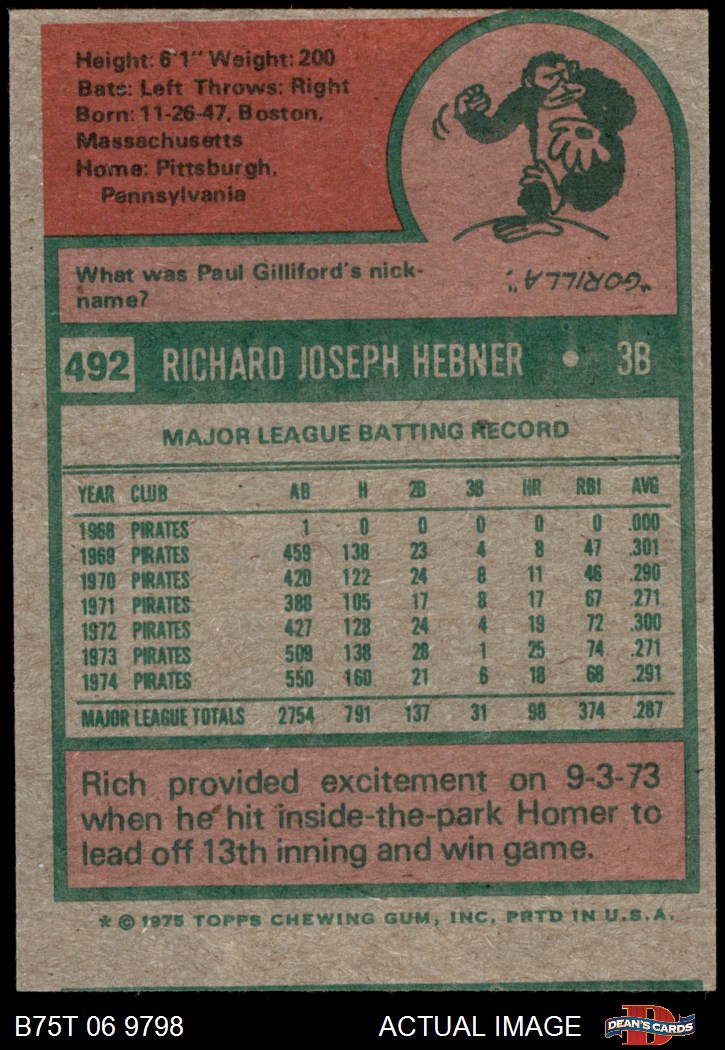 Height: 6'1" Weight: 200
Bats: Left Throws: Right
Born: 11-26-47, Boston,
Massachusetts
Home: Pittsburgh,
Pennsylvania
What was Paul Gilliford's nick-
name?
"GORILLA".
492 RICHARD JOSEPH HEBNER • 3B
MAJOR LEAGUE BATTING RECORD
YEAR CLUB AB H 2B 3B HR RBI AVG
1968 PIRATES 1 0 0 0 0 0 .000
1969 PIRATES 459 138 23 4 8 47 .301
1970 PIRATES 420 122 24 8 11 46 .290
1971 PIRATES 388 105 17 8 17 67 .271
1972 PIRATES 427 128 24 4 19 72 .300
1973 PIRATES 509 138 28 1 25 74 .271
1974 PIRATES 550 160 21 6 18 68 .291
MAJOR LEAGUE TOTALS 2754 791 137 31 98 374 .287
Rich provided excitement on 9-3-73
when he hit inside-the-park Homer to
lead off 13th inning and win game.
* © 1975 TOPPS CHEWING GUM, INC. PRTD IN U.S.A.
B75T 06 9798 ACTUAL IMAGE DEAN'S CARDS